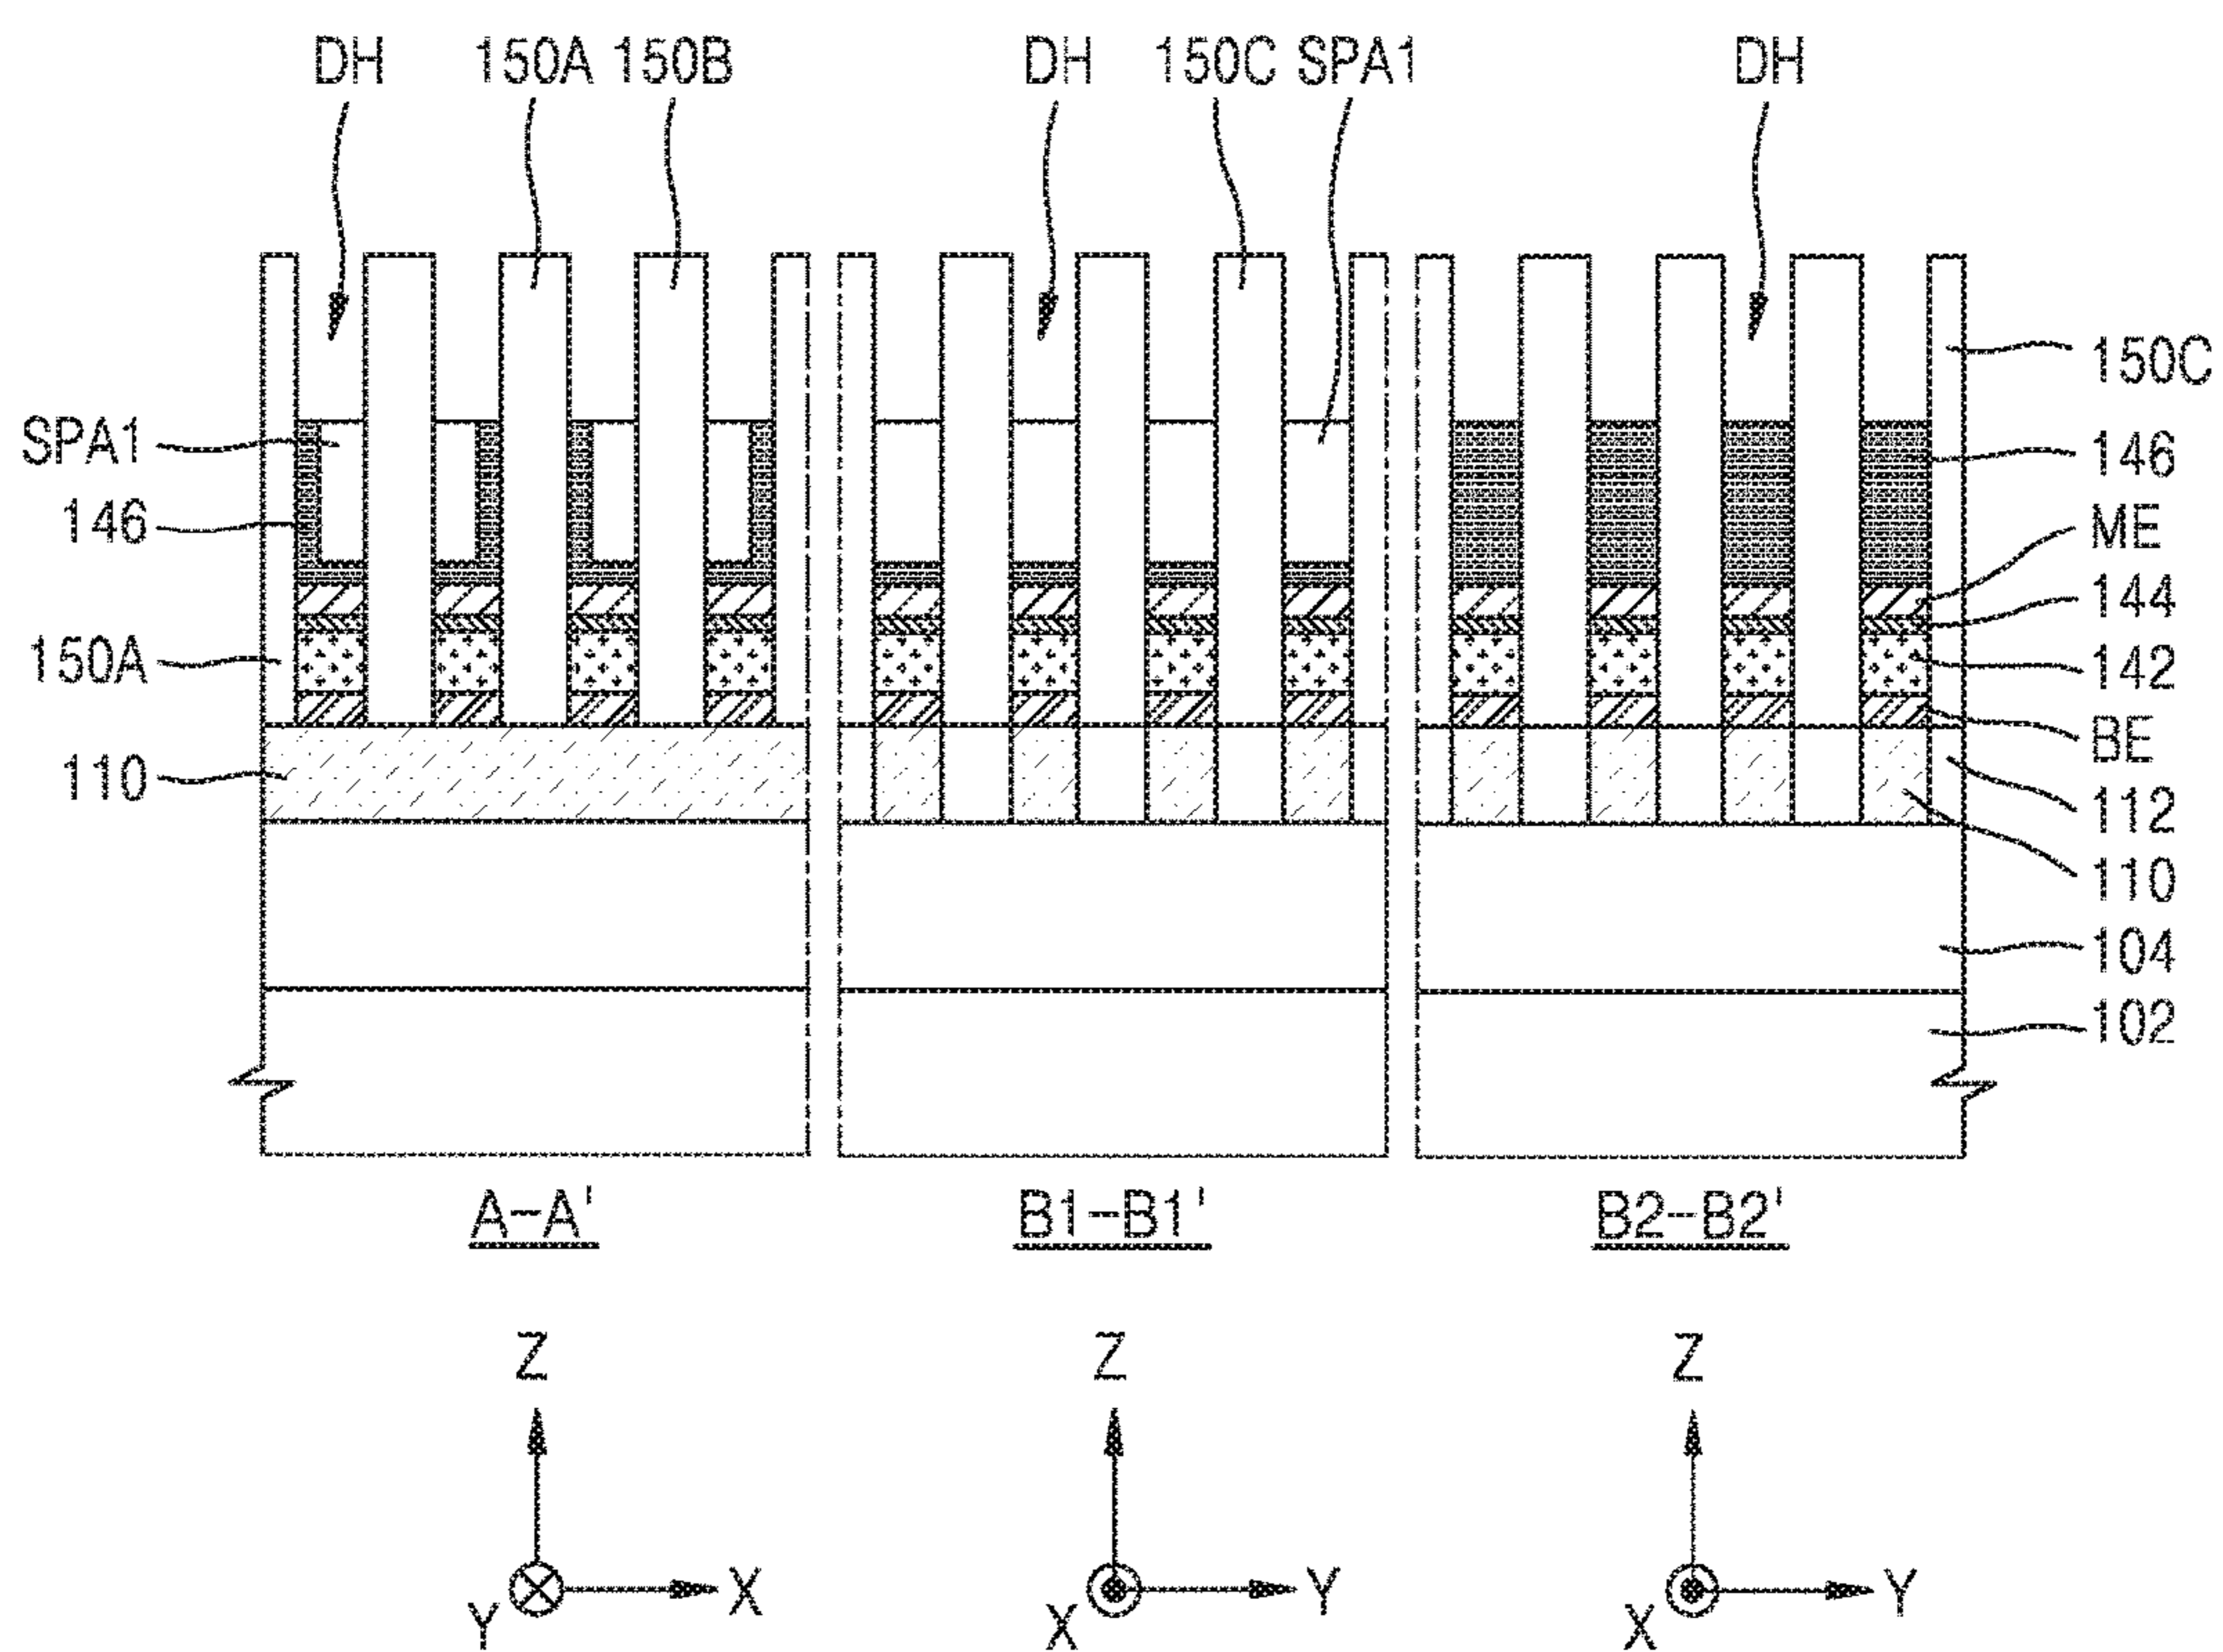 DH 150A 150B DH 150C SPA1 DH
150C
SPA1 146
146 ME
144
150A 142
BE
110 112
110
104
102
A-A' B1-B1' B2-B2'
Z Z Z
Y X X Y X Y